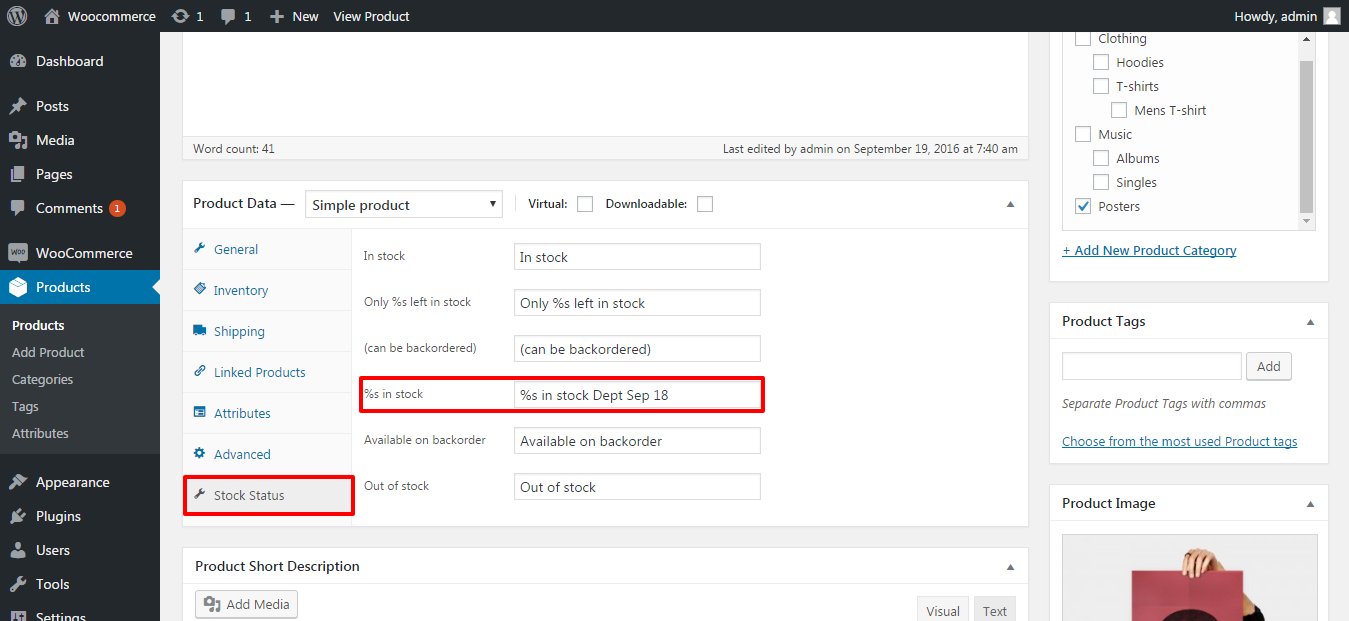 Woocommerce 1 1 New View Product Howdy, admin
Dashboard
Posts
Media
Pages
Comments 1
WooCommerce
Products
Products
Add Product
Categories
Tags
Attributes
Appearance
Plugins
Users
Tools
Settings
Word count: 41 Last edited by admin on September 19, 2016 at 7:40 am
Product Data — Simple product Virtual: Downloadable:
General
Inventory
Shipping
Linked Products
Attributes
Advanced
Stock Status
In stock In stock
Only %s left in stock Only %s left in stock
(can be backordered) (can be backordered)
%s in stock %s in stock Dept Sep 18
Available on backorder Available on backorder
Out of stock Out of stock
Product Short Description
Add Media Visual Text
Clothing
Hoodies
T-shirts
Mens T-shirt
Music
Albums
Singles
Posters
+ Add New Product Category
Product Tags
Add
Separate Product Tags with commas
Choose from the most used Product tags
Product Image